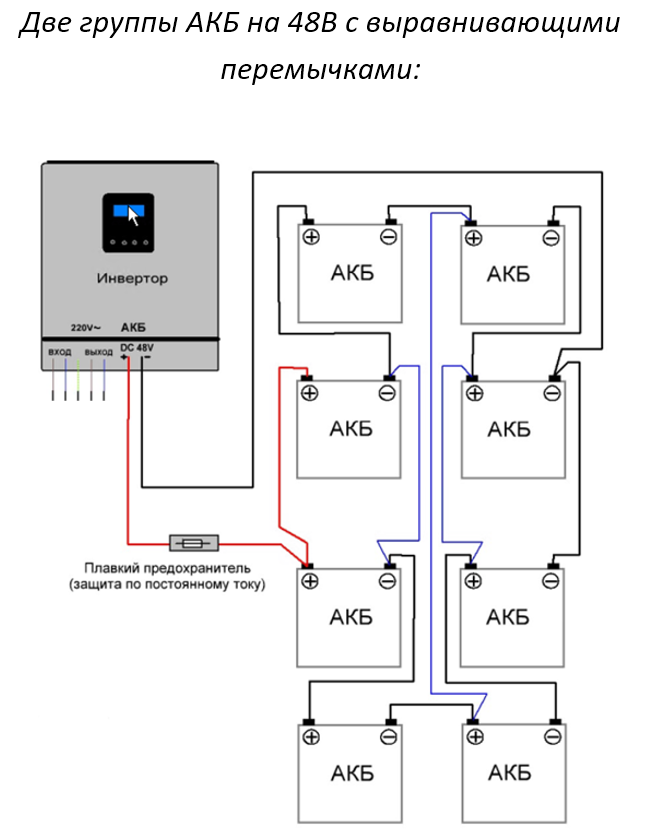 Две группы АКБ на 48В с выравнивающими
перемычками:
Инвертор
220V~ АКБ
DC 48V
ВХОД ВЫХОД
+ −
+ − АКБ
+ − АКБ
+ − АКБ
+ − АКБ
Плавкий предохранитель
(защита по постоянному току)
+ − АКБ
+ − АКБ
+ − АКБ
+ − АКБ